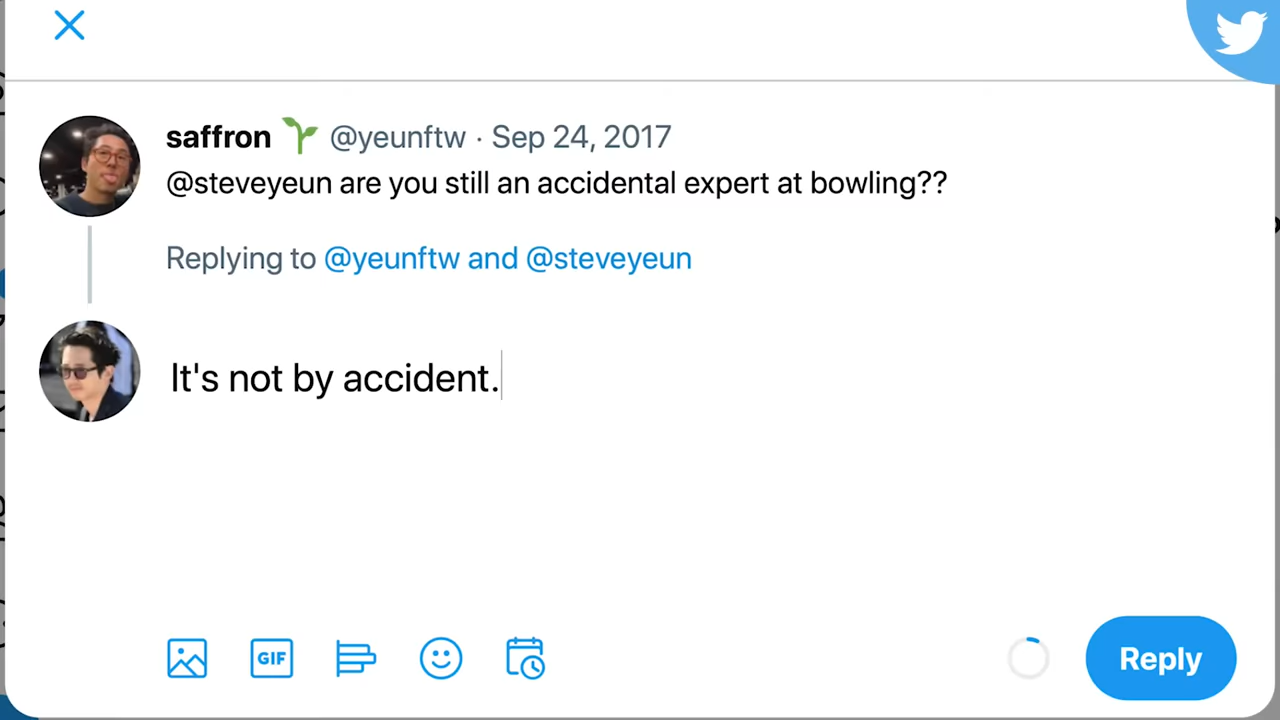 saffron 🌱 @yeunftw · Sep 24, 2017
@steveyeun are you still an accidental expert at bowling??
Replying to @yeunftw and @steveyeun
It's not by accident.
GIF
Reply